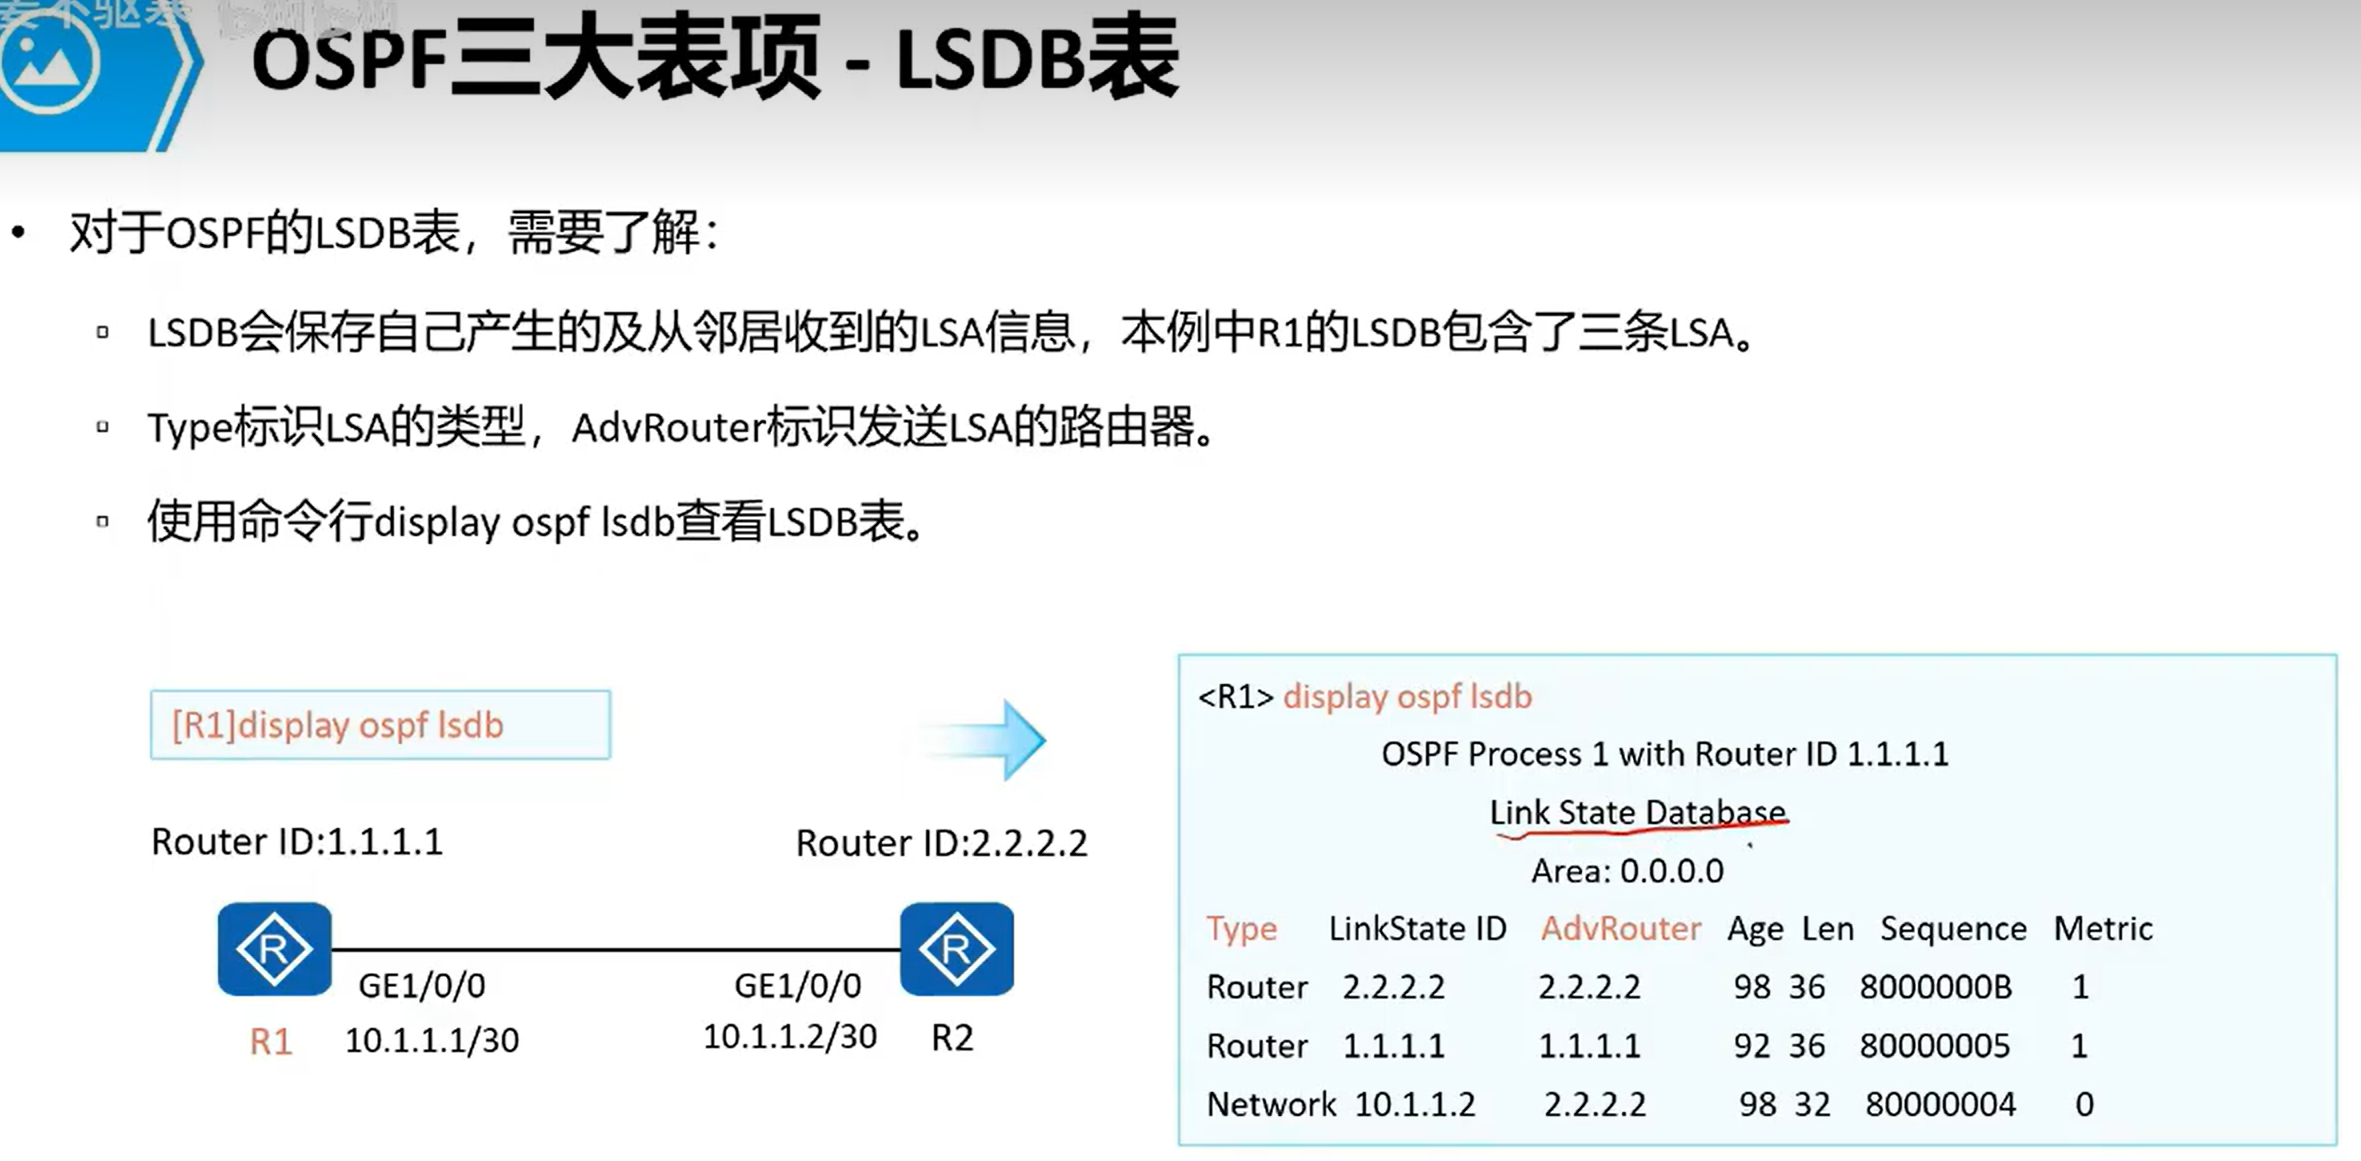 OSPF三大表项 - LSDB表
• 对于OSPF的LSDB表，需要了解：
▫ LSDB会保存自己产生的及从邻居收到的LSA信息，本例中R1的LSDB包含了三条LSA。
▫ Type标识LSA的类型，AdvRouter标识发送LSA的路由器。
▫ 使用命令行display ospf lsdb查看LSDB表。
[R1]display ospf lsdb
Router ID:1.1.1.1
Router ID:2.2.2.2
R
R
GE1/0/0
GE1/0/0
R1
10.1.1.1/30
10.1.1.2/30
R2
<R1> display ospf lsdb
OSPF Process 1 with Router ID 1.1.1.1
Link State Database
Area: 0.0.0.0
Type LinkState ID AdvRouter Age Len Sequence Metric
Router 2.2.2.2 2.2.2.2 98 36 8000000B 1
Router 1.1.1.1 1.1.1.1 92 36 80000005 1
Network 10.1.1.2 2.2.2.2 98 32 80000004 0